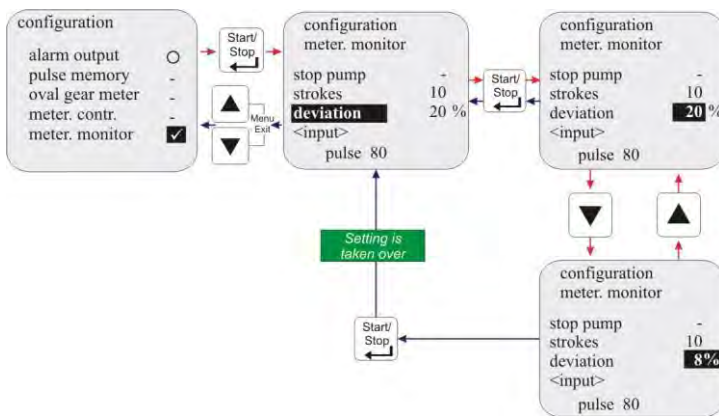 configuration
alarm output O
pulse memory -
oval gear meter -
meter. contr. -
meter. monitor ✓
Start/
Stop
Menu
Exit
configuration
meter. monitor
stop pump -
strokes 10
deviation 20 %
<input>
pulse 80
Start/
Stop
configuration
meter. monitor
stop pump -
strokes 10
deviation 20 %
<input>
pulse 80
Setting is
taken over
Start/
Stop
configuration
meter. monitor
stop pump -
strokes 10
deviation 8%
<input>
pulse 80